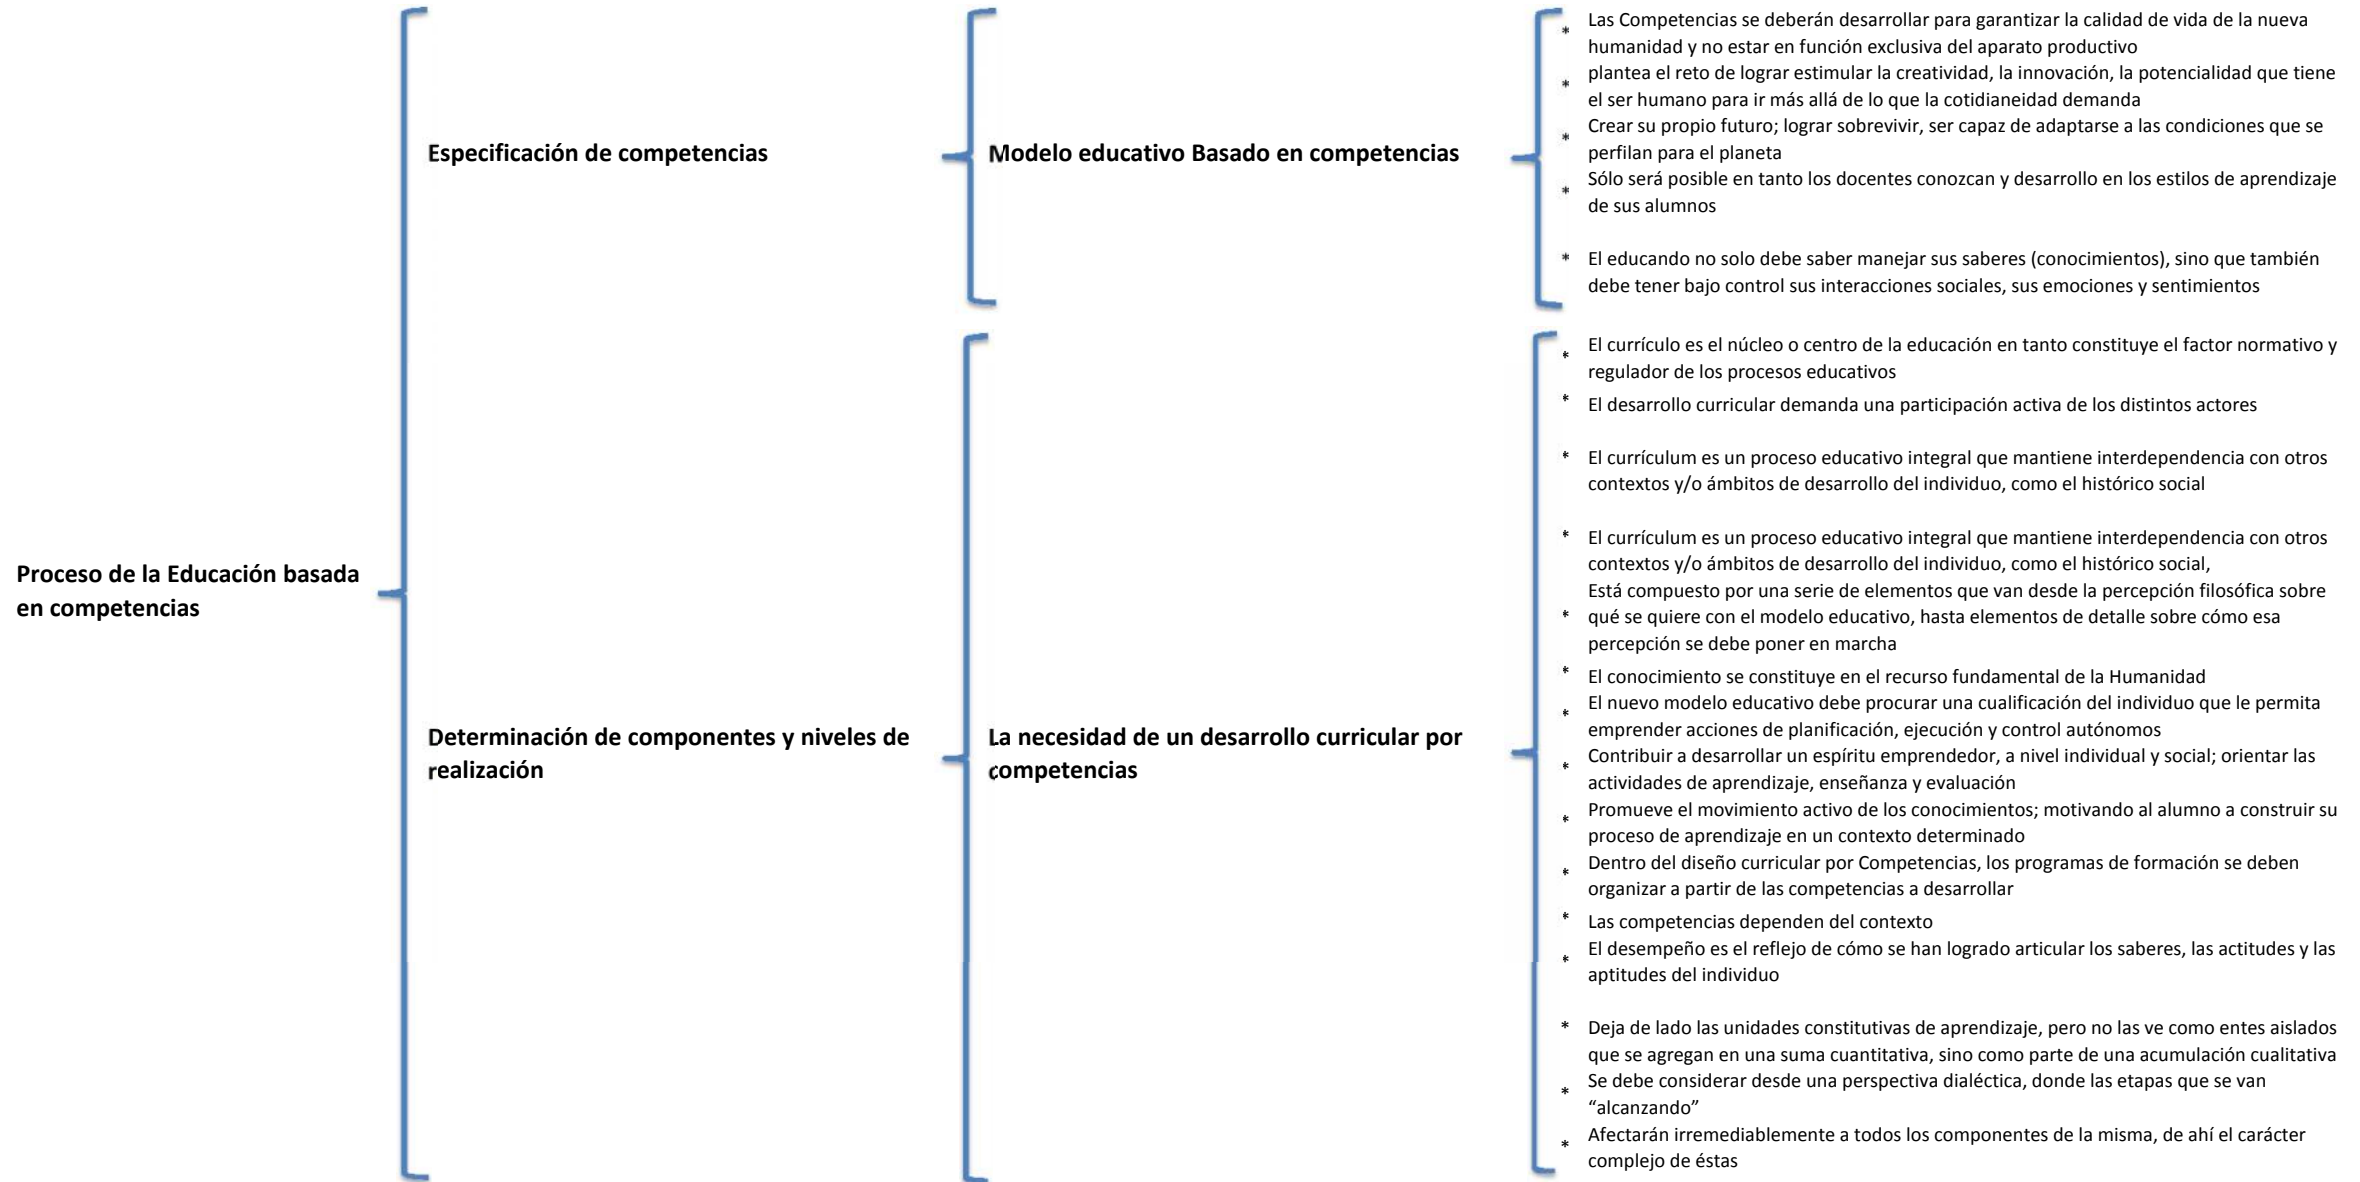 Proceso de la Educación basada
en competencias
Especificación de competencias
Modelo educativo Basado en competencias
* Las Competencias se deberán desarrollar para garantizar la calidad de vida de la nueva
humanidad y no estar en función exclusiva del aparato productivo
* plantea el reto de lograr estimular la creatividad, la innovación, la potencialidad que tiene
el ser humano para ir más allá de lo que la cotidianeidad demanda
* Crear su propio futuro; lograr sobrevivir, ser capaz de adaptarse a las condiciones que se
perfilan para el planeta
* Sólo será posible en tanto los docentes conozcan y desarrollo en los estilos de aprendizaje
de sus alumnos
* El educando no solo debe saber manejar sus saberes (conocimientos), sino que también
debe tener bajo control sus interacciones sociales, sus emociones y sentimientos
Determinación de componentes y niveles de
realización
La necesidad de un desarrollo curricular por
competencias
* El currículo es el núcleo o centro de la educación en tanto constituye el factor normativo y
regulador de los procesos educativos
* El desarrollo curricular demanda una participación activa de los distintos actores
* El currículum es un proceso educativo integral que mantiene interdependencia con otros
contextos y/o ámbitos de desarrollo del individuo, como el histórico social
* El currículum es un proceso educativo integral que mantiene interdependencia con otros
contextos y/o ámbitos de desarrollo del individuo, como el histórico social,
Está compuesto por una serie de elementos que van desde la percepción filosófica sobre
* qué se quiere con el modelo educativo, hasta elementos de detalle sobre cómo esa
percepción se debe poner en marcha
* El conocimiento se constituye en el recurso fundamental de la Humanidad
* El nuevo modelo educativo debe procurar una cualificación del individuo que le permita
emprender acciones de planificación, ejecución y control autónomos
* Contribuir a desarrollar un espíritu emprendedor, a nivel individual y social; orientar las
actividades de aprendizaje, enseñanza y evaluación
* Promueve el movimiento activo de los conocimientos; motivando al alumno a construir su
proceso de aprendizaje en un contexto determinado
* Dentro del diseño curricular por Competencias, los programas de formación se deben
organizar a partir de las competencias a desarrollar
* Las competencias dependen del contexto
* El desempeño es el reflejo de cómo se han logrado articular los saberes, las actitudes y las
aptitudes del individuo
* Deja de lado las unidades constitutivas de aprendizaje, pero no las ve como entes aislados
que se agregan en una suma cuantitativa, sino como parte de una acumulación cualitativa
* Se debe considerar desde una perspectiva dialéctica, donde las etapas que se van
“alcanzando”
* Afectarán irremediablemente a todos los componentes de la misma, de ahí el carácter
complejo de éstas